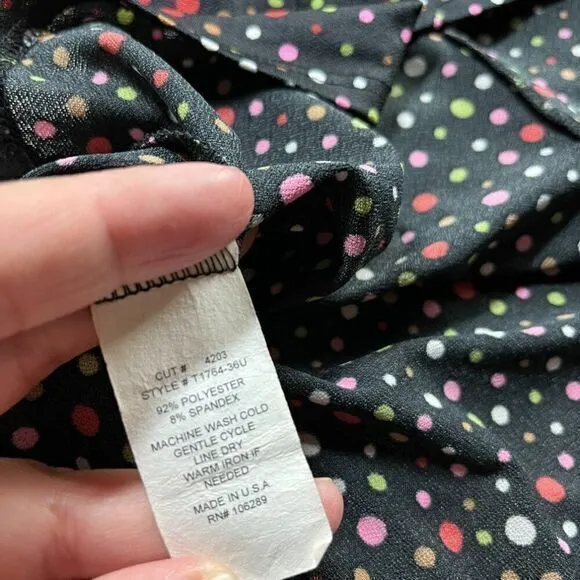 CUT # 4203
STYLE # T1764-36U
92% POLYESTER
8% SPANDEX
MACHINE WASH COLD
GENTLE CYCLE
LINE DRY
WARM IRON IF
NEEDED
MADE IN U.S.A
RN# 106289